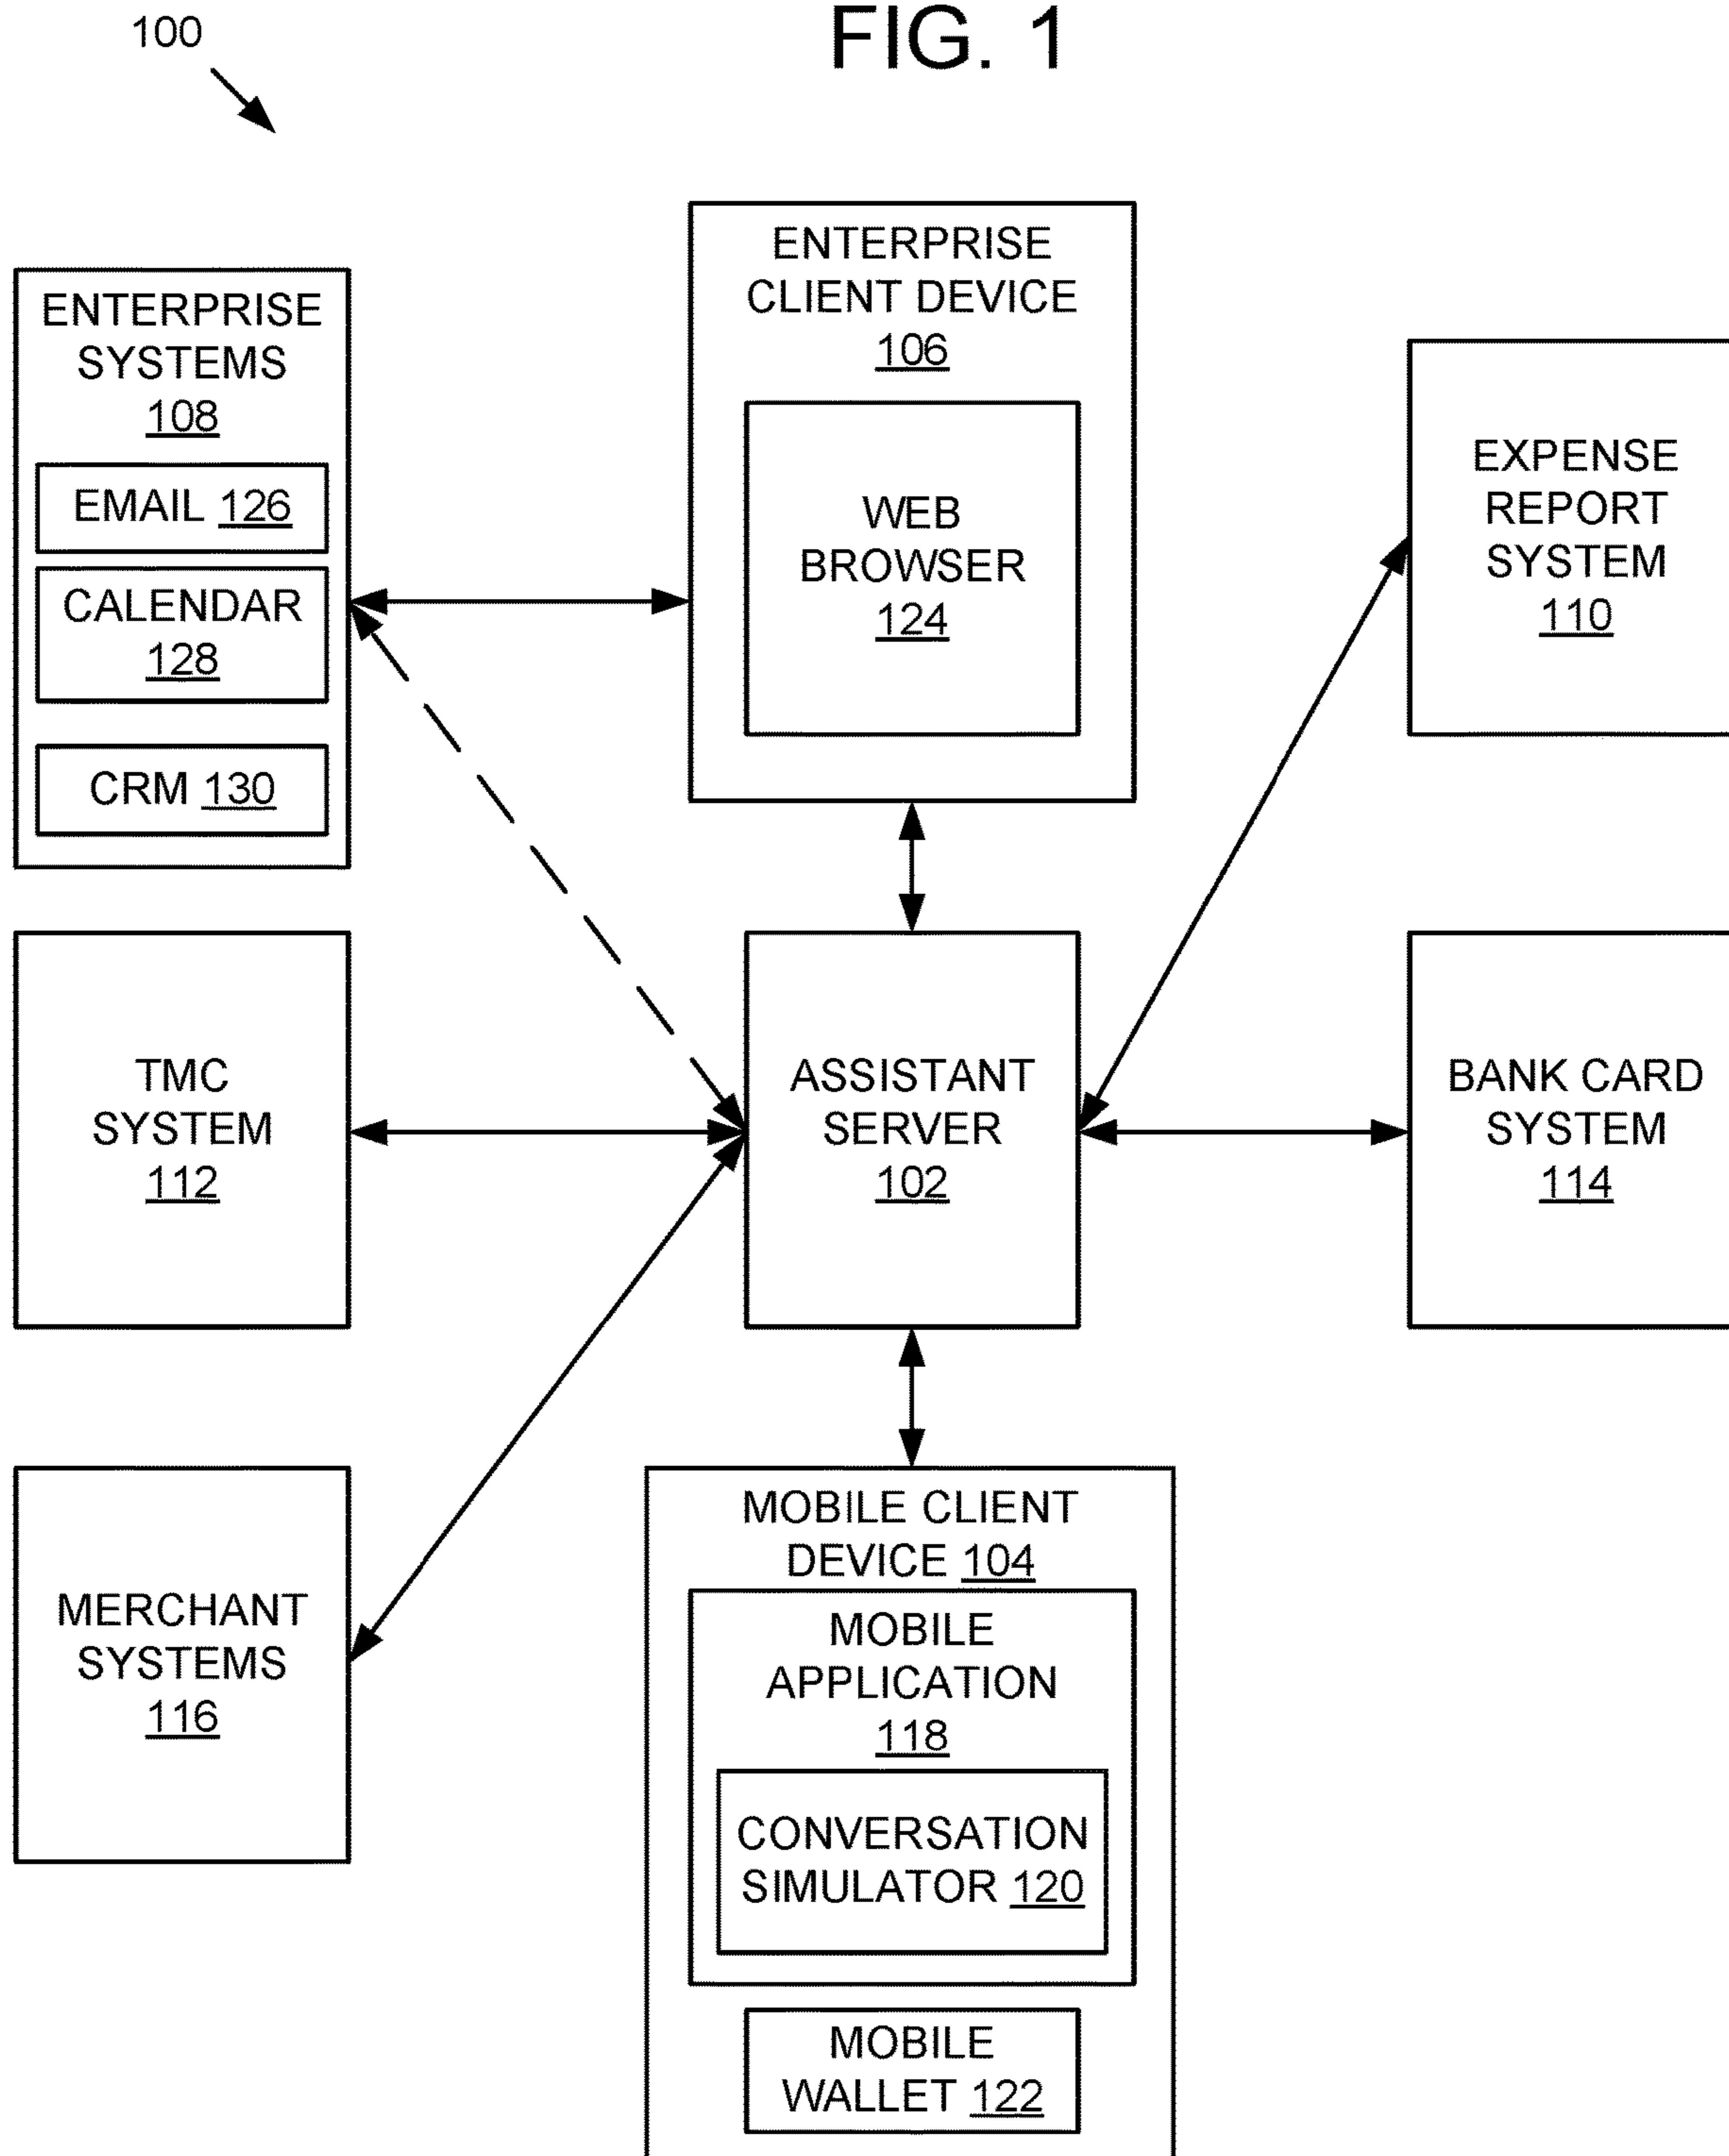 FIG. 1
100
ENTERPRISE
SYSTEMS
108
EMAIL 126
CALENDAR
128
CRM 130
ENTERPRISE
CLIENT DEVICE
106
WEB
BROWSER
124
EXPENSE
REPORT
SYSTEM
110
TMC
SYSTEM
112
ASSISTANT
SERVER
102
BANK CARD
SYSTEM
114
MERCHANT
SYSTEMS
116
MOBILE CLIENT
DEVICE 104
MOBILE
APPLICATION
118
CONVERSATION
SIMULATOR 120
MOBILE
WALLET 122